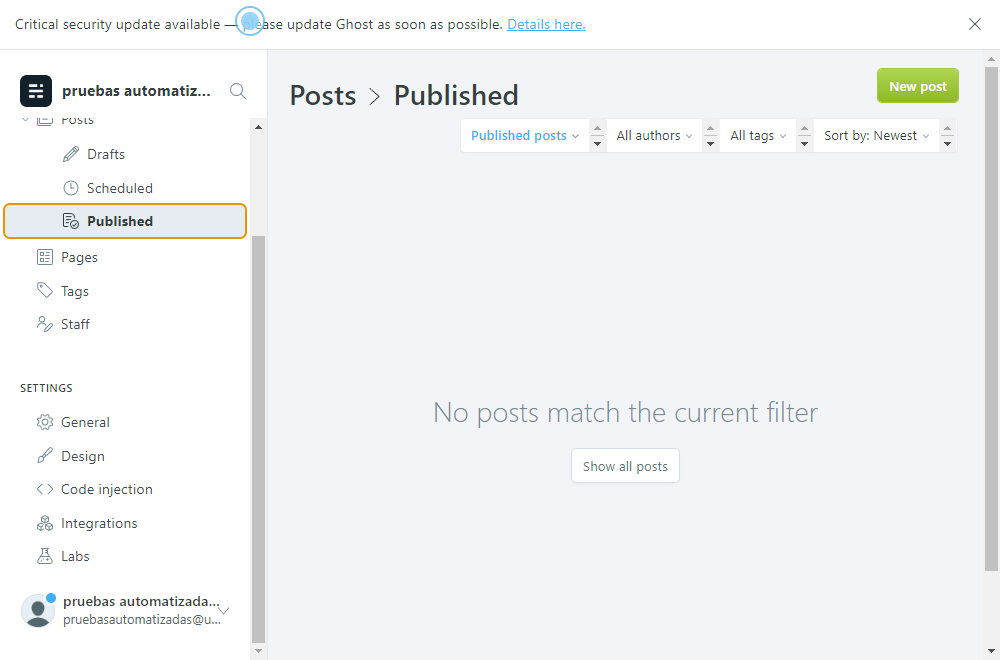 Critical security update available — please update Ghost as soon as possible. Details here.
pruebas automatiz...
Posts
Drafts
Scheduled
Published
Pages
Tags
Staff
SETTINGS
General
Design
Code injection
Integrations
Labs
pruebas automatizada...
pruebasautomatizadas@u...
Posts > Published
New post
Published posts
All authors
All tags
Sort by: Newest
No posts match the current filter
Show all posts